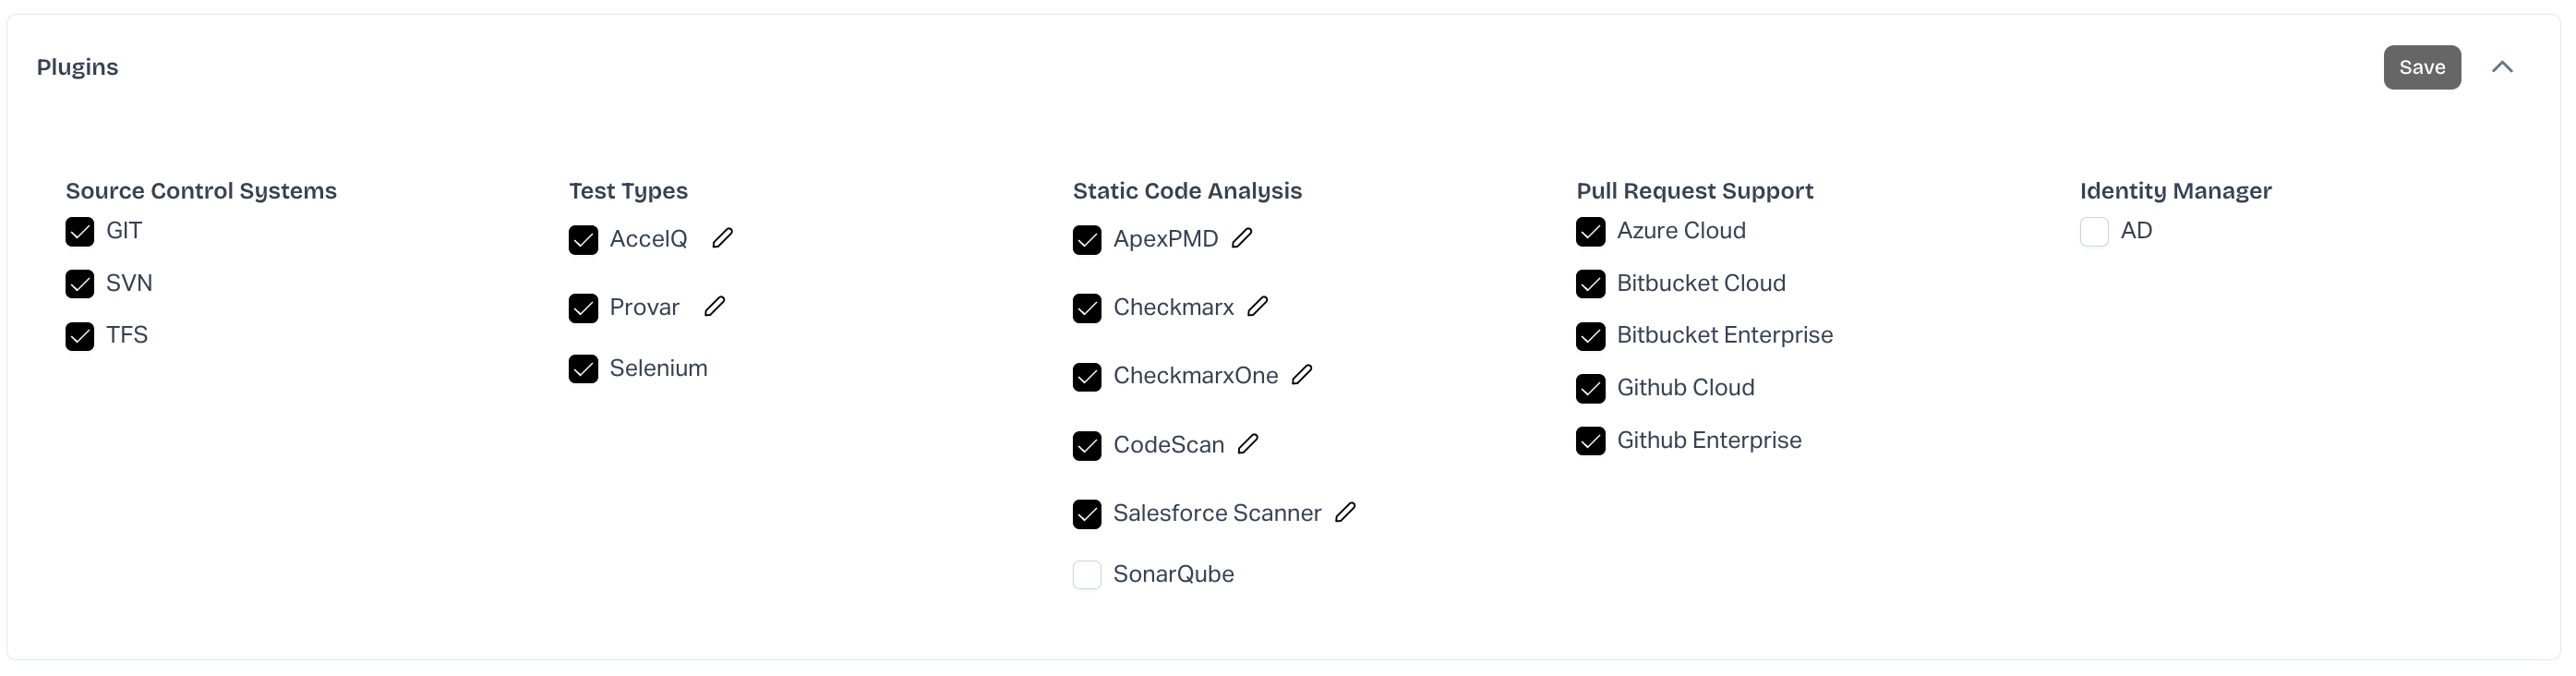 Plugins
Save
Source Control Systems
GIT
SVN
TFS
Test Types
AccelQ
Provar
Selenium
Static Code Analysis
ApexPMD
Checkmarx
CheckmarxOne
CodeScan
Salesforce Scanner
SonarQube
Pull Request Support
Azure Cloud
Bitbucket Cloud
Bitbucket Enterprise
Github Cloud
Github Enterprise
Identity Manager
AD